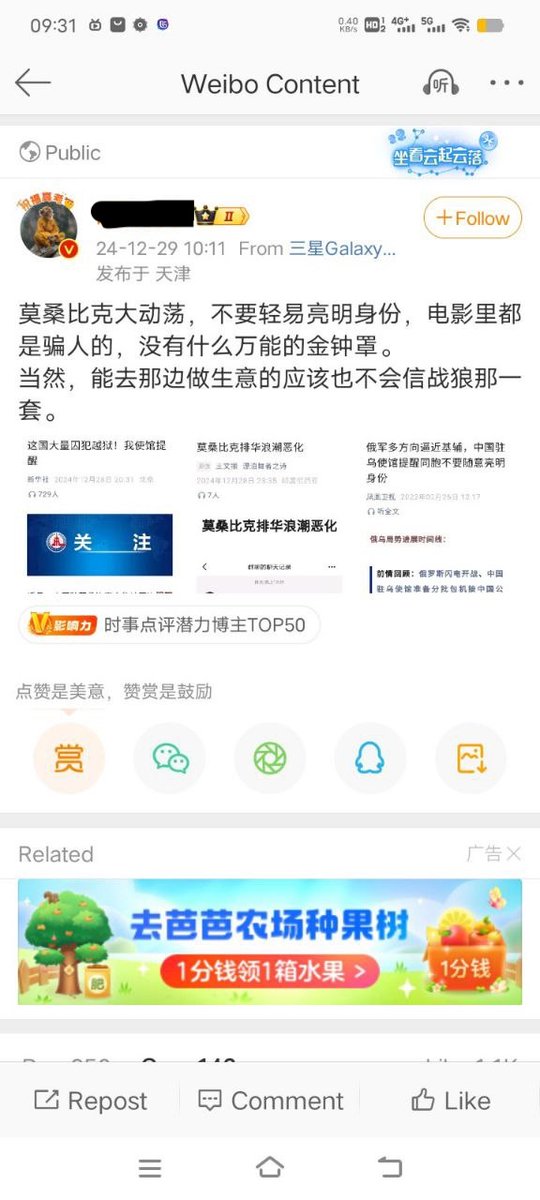 09:31
0.40 KB/s HD 1 2 4G+ 5G
Weibo Content
听
Public
坐看云起云落
II
+Follow
24-12-29 10:11 From 三星Galaxy...
发布于 天津
莫桑比克大动荡，不要轻易亮明身份，电影里都
是骗人的，没有什么万能的金钟罩。
当然，能去那边做生意的应该也不会信战狼那一
套。
这国大量囚犯越狱！我使馆提
醒
新华社 2024年12月28日 20:31 北京
729人
关 注
莫桑比克排华浪潮恶化
7人
莫桑比克排华浪潮恶化
俄军多方向逼近基辅，中国驻
乌使馆提醒同胞不要随意亮明
身份
凤凰卫视 2022年02月25日 12:17
听全文
俄乌局势进展时间线：
前情回顾：俄罗斯闪电开战、中国
驻乌使馆准备分批包机接中国公
影响力 时事点评潜力博主TOP50
点赞是美意，赞赏是鼓励
赏
Related
广告
去芭芭农场种果树
1分钱领1箱水果 >
肥
1分钱
Repost
Comment
Like